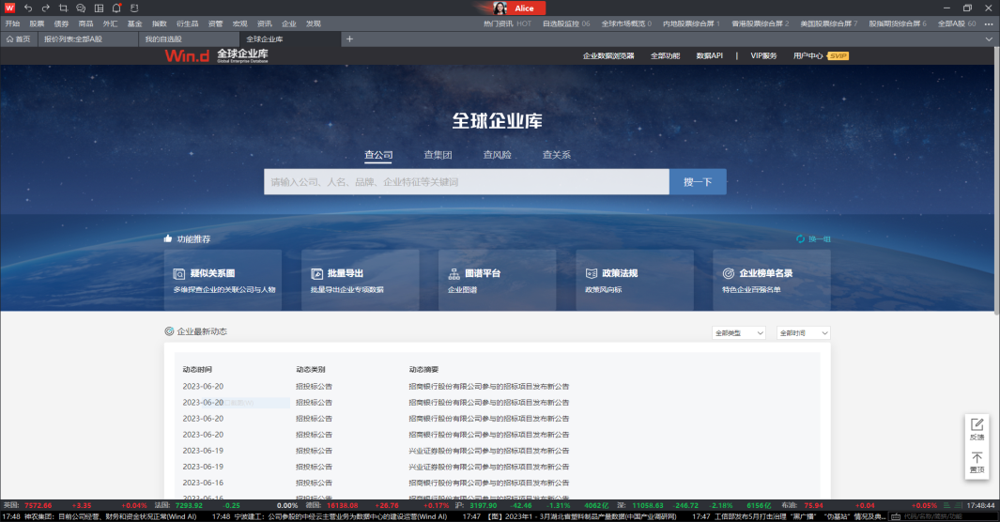 W Alice
开始 股票 债券 商品 外汇 基金 指数 衍生品 资管 宏观 资讯 企业 发现 热门资讯 HOT 自选股监控 06 全球市场概览 0 内地股票综合屏 1 香港股票综合屏 2 美国股票综合屏 7 股指期货综合屏 6 全部A股 60
首页 报价列表:全部A股 我的自选股 全球企业库 +
Win.d 全球企业库 企业数据浏览器 全部功能 数据API | VIP服务 用户中心 SVIP
Global Enterprise Database
全球企业库
查公司 查集团 查风险 查关系
请输入公司、人名、品牌、企业特征等关键词 搜一下
功能推荐 换一组
疑似关系图 批量导出 图谱平台 政策法规 企业榜单名录
多维探查企业的关联公司与人物 批量导出企业专项数据 企业图谱 政策风向标 特色企业百强名单
企业最新动态 全部类型 全部时间
动态时间 动态类别 动态摘要
2023-06-20 招投标公告 招商银行股份有限公司参与的招标项目发布新公告
2023-06-20 招投标公告 招商银行股份有限公司参与的招标项目发布新公告
2023-06-20 招投标公告 招商银行股份有限公司参与的招标项目发布新公告
2023-06-20 招投标公告 招商银行股份有限公司参与的招标项目发布新公告
2023-06-19 招投标公告 兴业证券股份有限公司参与的招标项目发布新公告
2023-06-19 招投标公告 兴业证券股份有限公司参与的招标项目发布新公告
2023-06-16 招投标公告 招商银行股份有限公司参与的招标项目发布新公告
2023-06-16 招投标公告 招商银行股份有限公司参与的招标项目发布新公告
反馈
置顶
英国: 7572.66 +3.35 +0.04% 法国: 7293.92 -0.25 0.00% 德国: 16138.08 +26.76 +0.17% 沪: 3197.90 -42.46 -1.31% 4062亿 深: 11058.63 -246.72 -2.18% 6156亿 布油: 75.94 +0.04 +0.05% 17:48:44
17:48 神农集团：目前公司经营、财务和资金状况正常(Wind AI) 17:48 宁波建工：公司参股的中经云主营业务为数据中心的建设运营(Wind AI) 17:47 【图】2023年1－3月湖北省塑料制品产量数据(中国产业调研网) 17:47 工信部发布5月打击治理“黑广播”“伪基站”情况及典... 代码/名称/简拼/功能